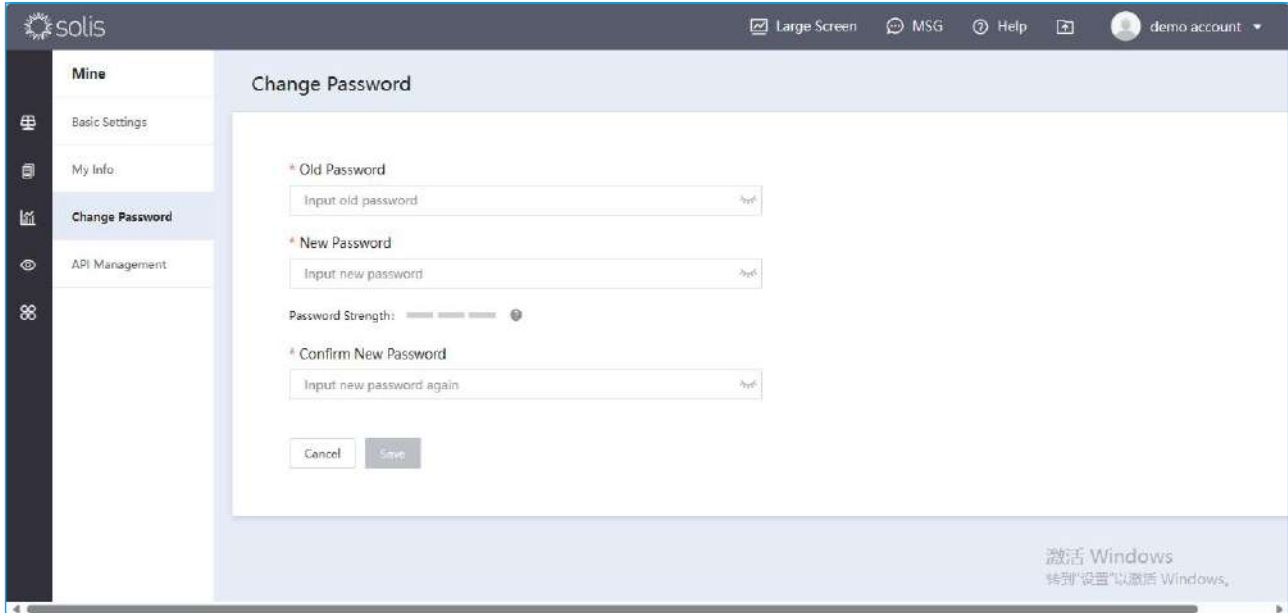 solis
Large Screen
MSG
Help
demo account
Mine
Change Password
Basic Settings
My Info
Change Password
API Management
* Old Password
Input old password
* New Password
Input new password
Password Strength:
* Confirm New Password
Input new password again
Cancel
Save
激活 Windows
转到"设置"以激活 Windows。